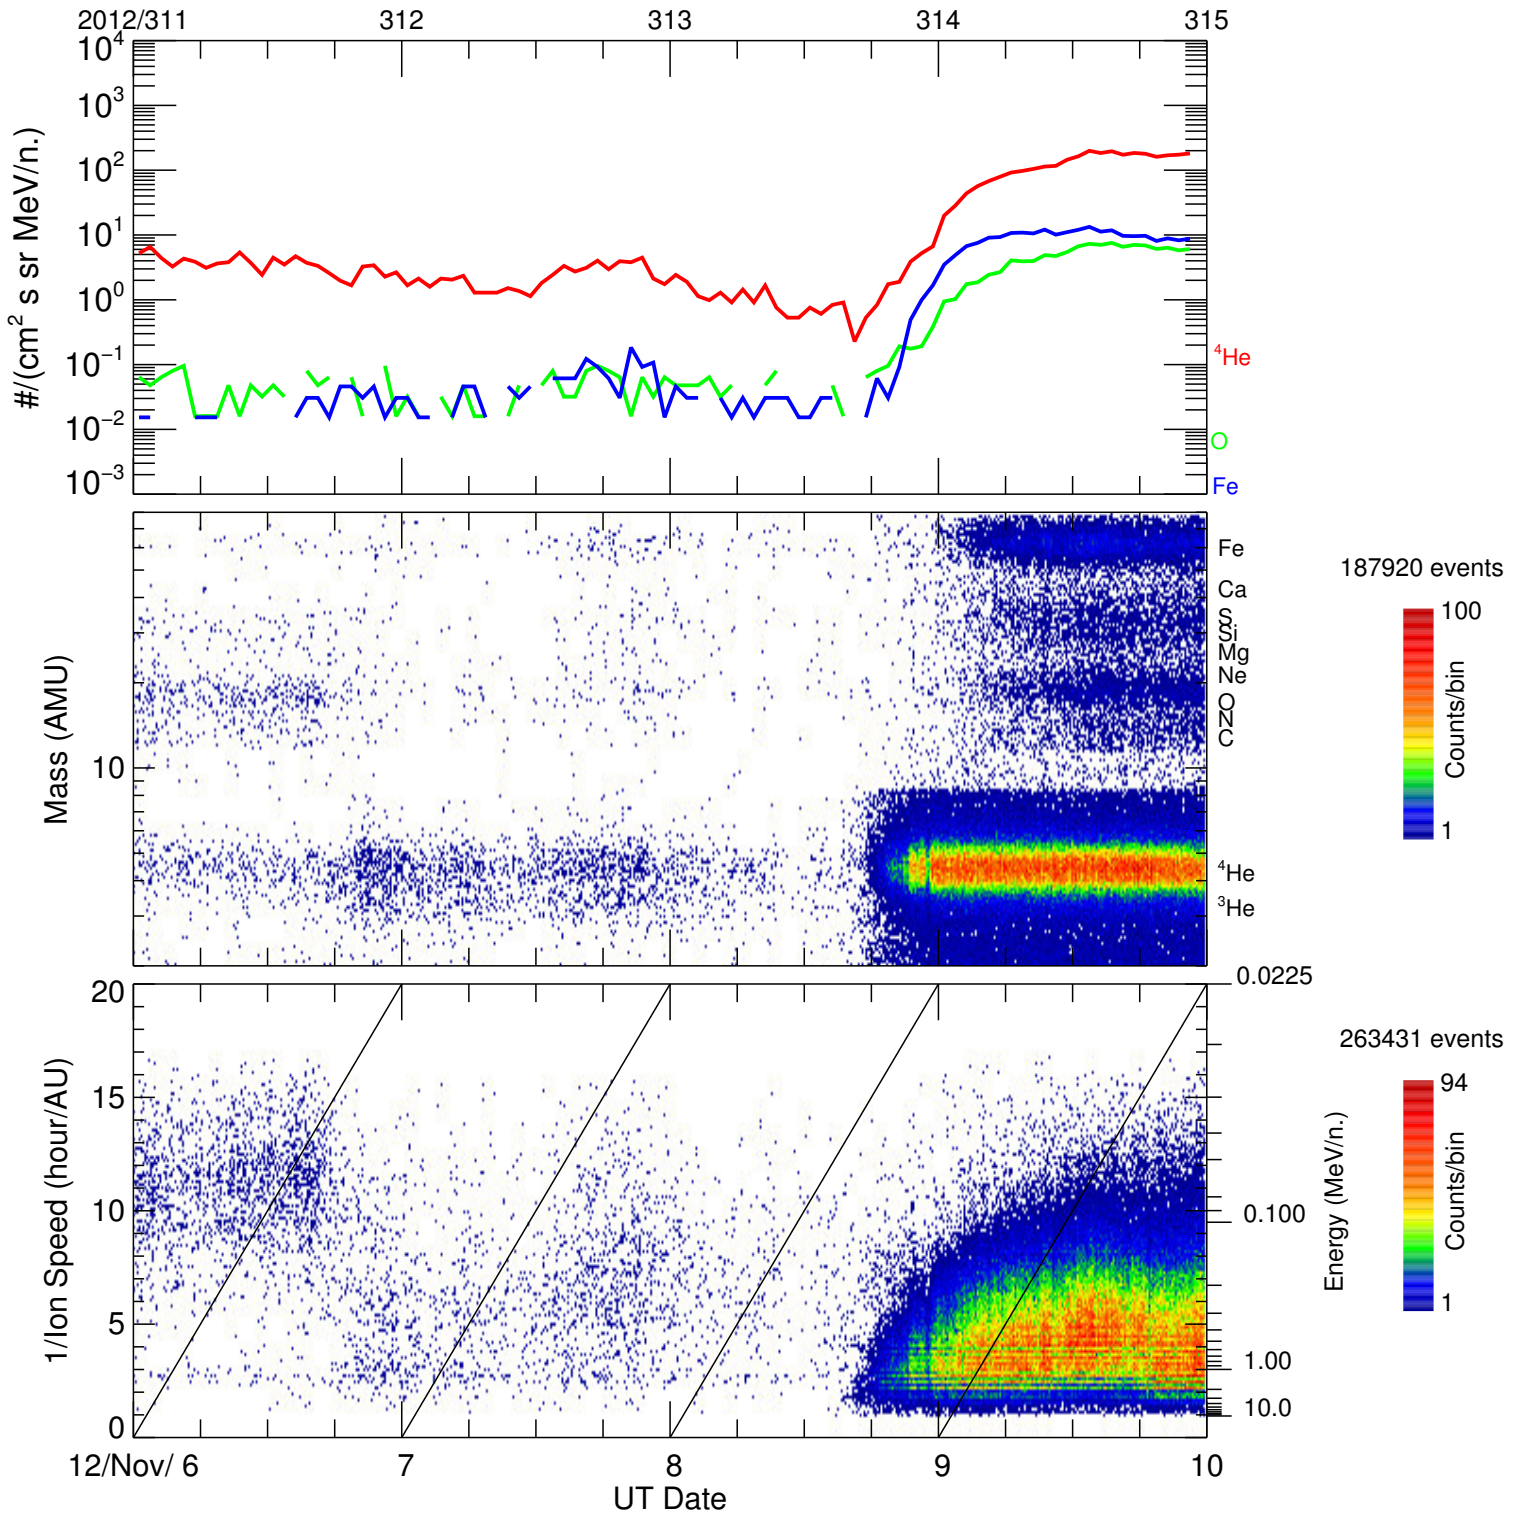 2012/311 312 313 314 315
10^4
10^3
10^2
10^1
10^0
10^−1
10^−2
10^−3
#/(cm^2 s sr MeV/n.)
^4He
O
Fe
Mass (AMU)
10
Fe
Ca
S
Si
Mg
Ne
O
N
C
^4He
^3He
187920 events
100
Counts/bin
1
1/Ion Speed (hour/AU)
20
15
10
5
0
0.0225
0.100
1.00
10.0
Energy (MeV/n.)
263431 events
94
Counts/bin
1
12/Nov/ 6 7 8 9 10
UT Date